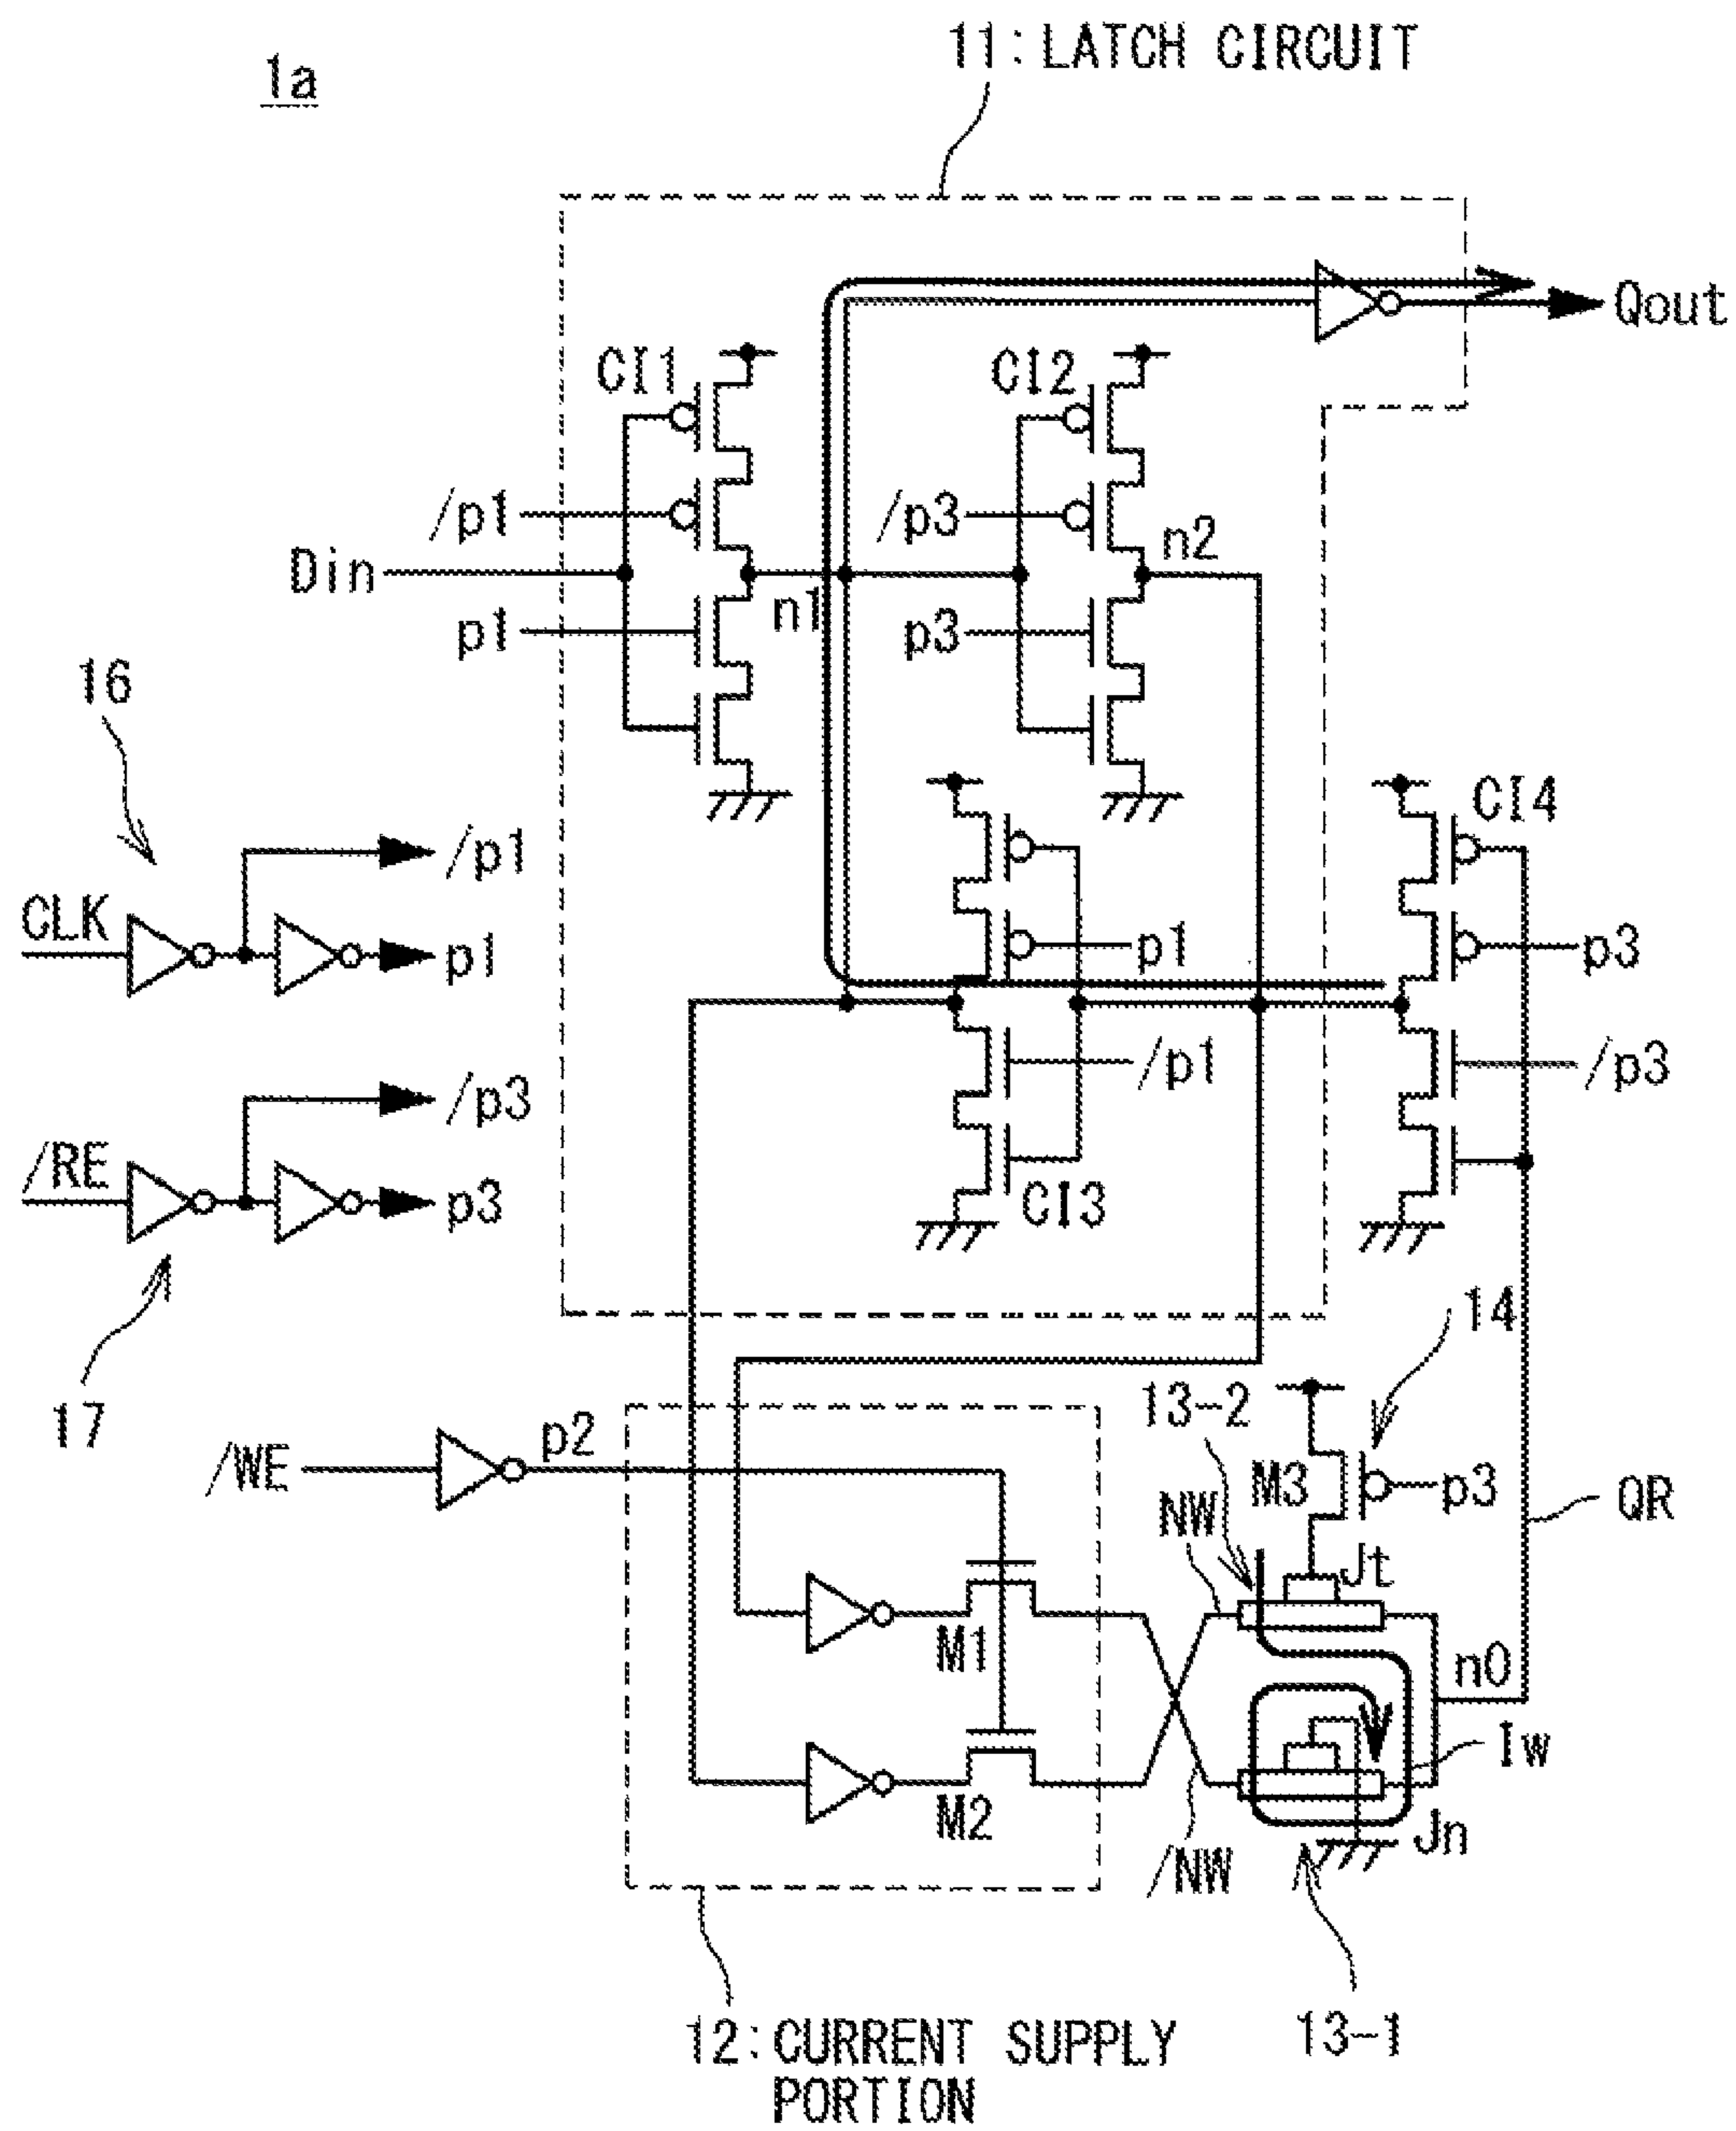 1a
11:LATCH CIRCUIT
Qout
CI1
CI2
/p1
/p3
n2
Din
n1
p1
p3
16
CI4
/p1
CLK
p1
p1
p3
/p3
/p1
/p3
/RE
p3
CI3
14
17
13-2
/WE
p2
M3
p3
QR
NW
Jt
M1
n0
Iw
M2
Jn
/NW
13-1
12:CURRENT SUPPLY
PORTION